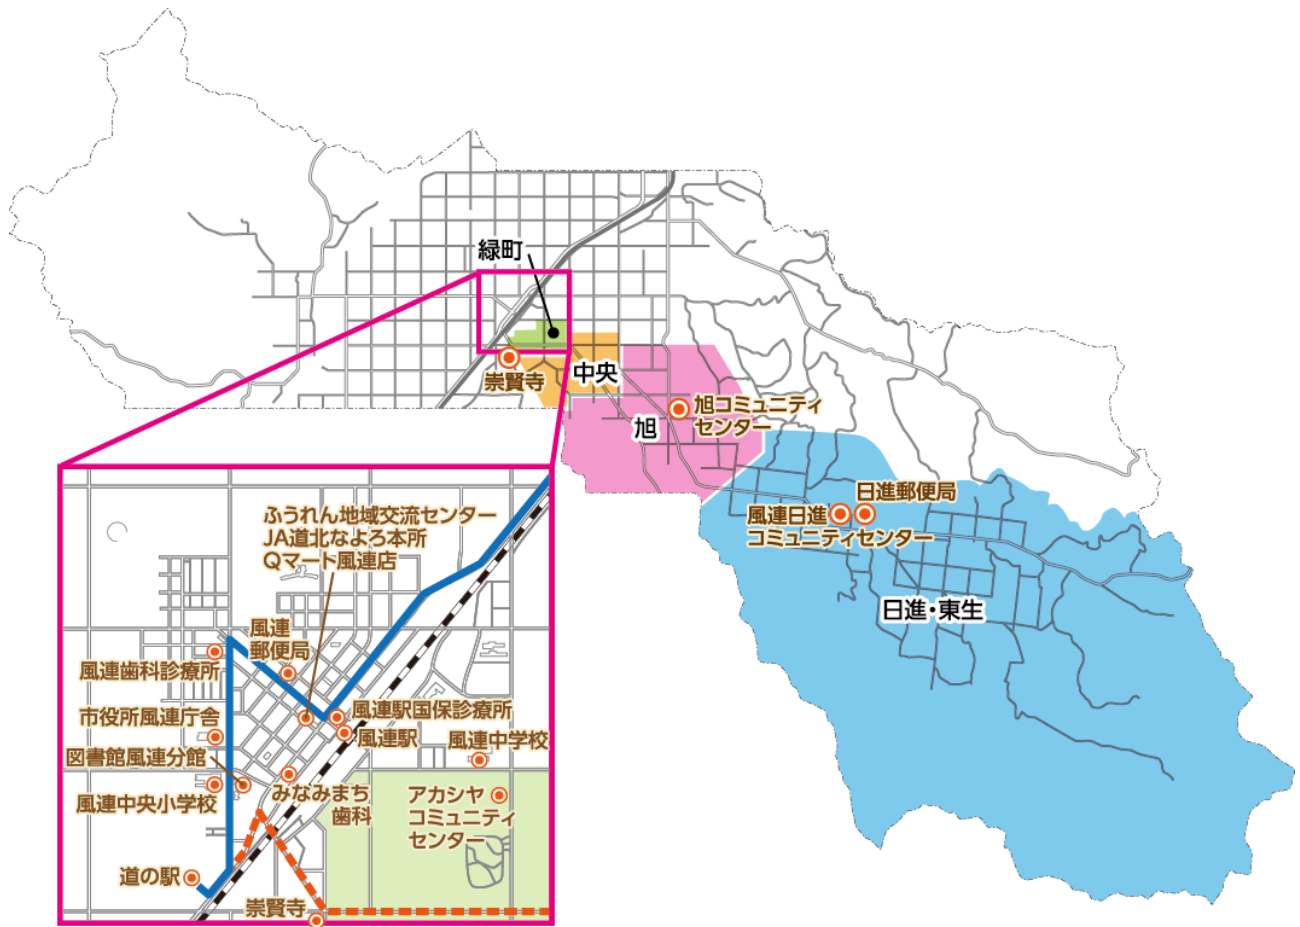 緑町
崇賢寺
中央
旭コミュニティ
センター
旭
日進郵便局
風連日進
コミュニティセンター
日進・東生
ふうれん地域交流センター
JA道北なよろ本所
Qマート風連店
風連
郵便局
風連歯科診療所
市役所風連庁舎
風連駅国保診療所
風連駅
風連中学校
図書館風連分館
風連中央小学校
みなみまち
歯科
アカシヤ
コミュニティ
センター
道の駅
崇賢寺